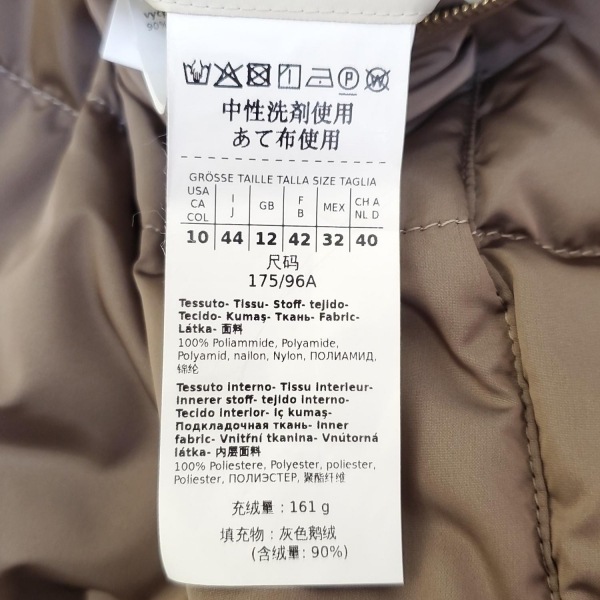 中性洗剤使用
あて布使用
GRÖSSE TAILLE TALLA SIZE TAGLIA
USA CA COL I J GB F B MEX CH A NL D
10 44 12 42 32 40
尺码
175/96A
Tessuto- Tissu- Stoff- tejido-
Tecido- Kumaş- Ткань- Fabric-
Látka- 面料
100% Poliammide, Polyamide,
Polyamid, nailon, Nylon, ПОЛИАМИД,
锦纶
Tessuto interno- Tissu interieur-
innerer stoff- tejido interno-
Tecido interior- iç kumaş-
Подкладочная ткань- Inner
fabric- Vnitřní tkanina- Vnútorná
látka- 内层面料
100% Poliestere, Polyester, poliester,
Poliester, ПОЛИЭСТЕР, 聚酯纤维
充绒量：161 g
填充物：灰色鹅绒
(含绒量: 90%)